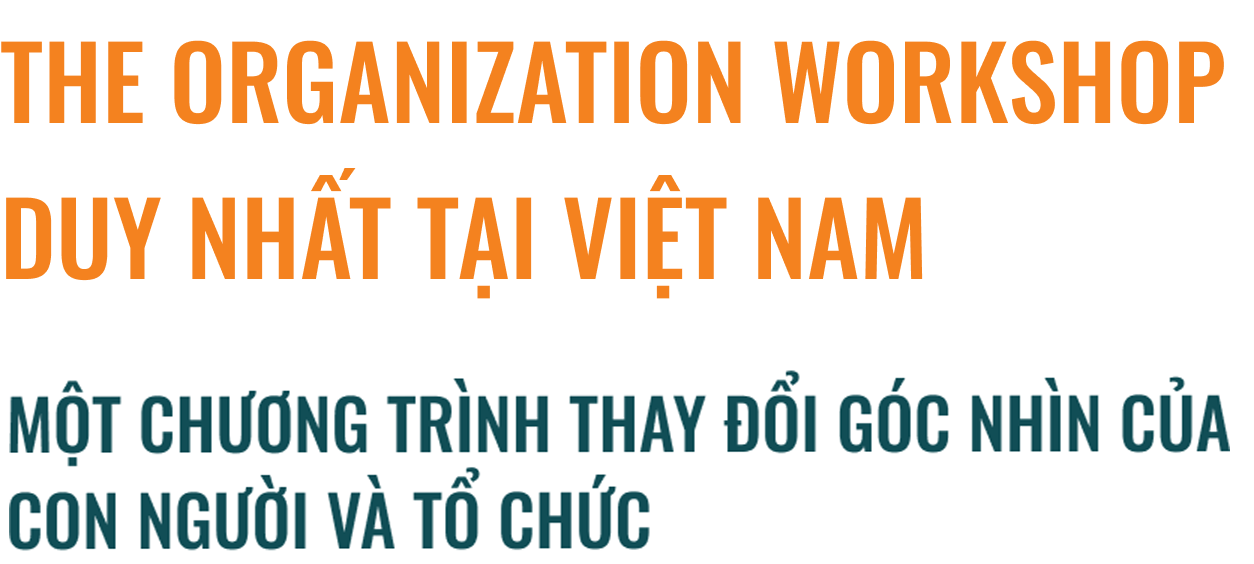 THE ORGANIZATION WORKSHOP
DUY NHẤT TẠI VIỆT NAM
MỘT CHƯƠNG TRÌNH THAY ĐỔI GÓC NHÌN CỦA
CON NGƯỜI VÀ TỔ CHỨC